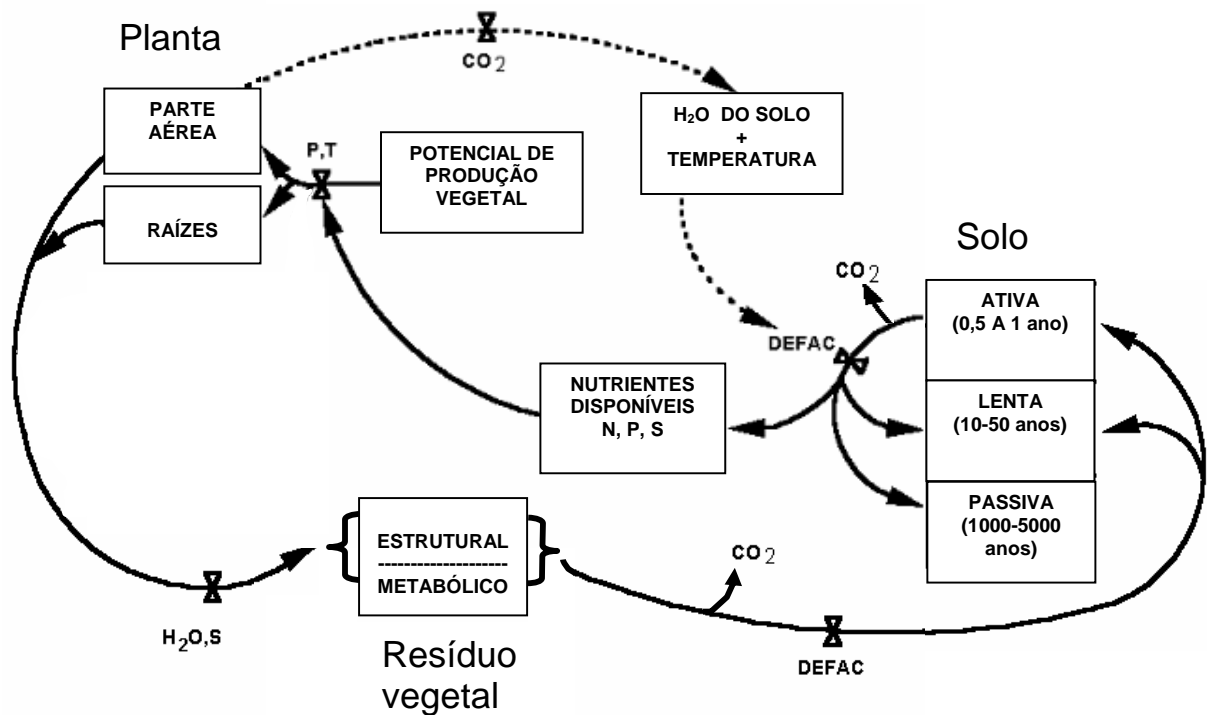 Planta
CO2
PARTE
AÉREA
P,T
POTENCIAL DE
PRODUÇÃO
VEGETAL
H2O DO SOLO
+
TEMPERATURA
RAÍZES
Solo
CO2
ATIVA
(0,5 A 1 ano)
DEFAC
NUTRIENTES
DISPONÍVEIS
N, P, S
LENTA
(10-50 anos)
PASSIVA
(1000-5000
anos)
ESTRUTURAL
--------------------
METABÓLICO
CO2
H2O,S
DEFAC
Resíduo
vegetal